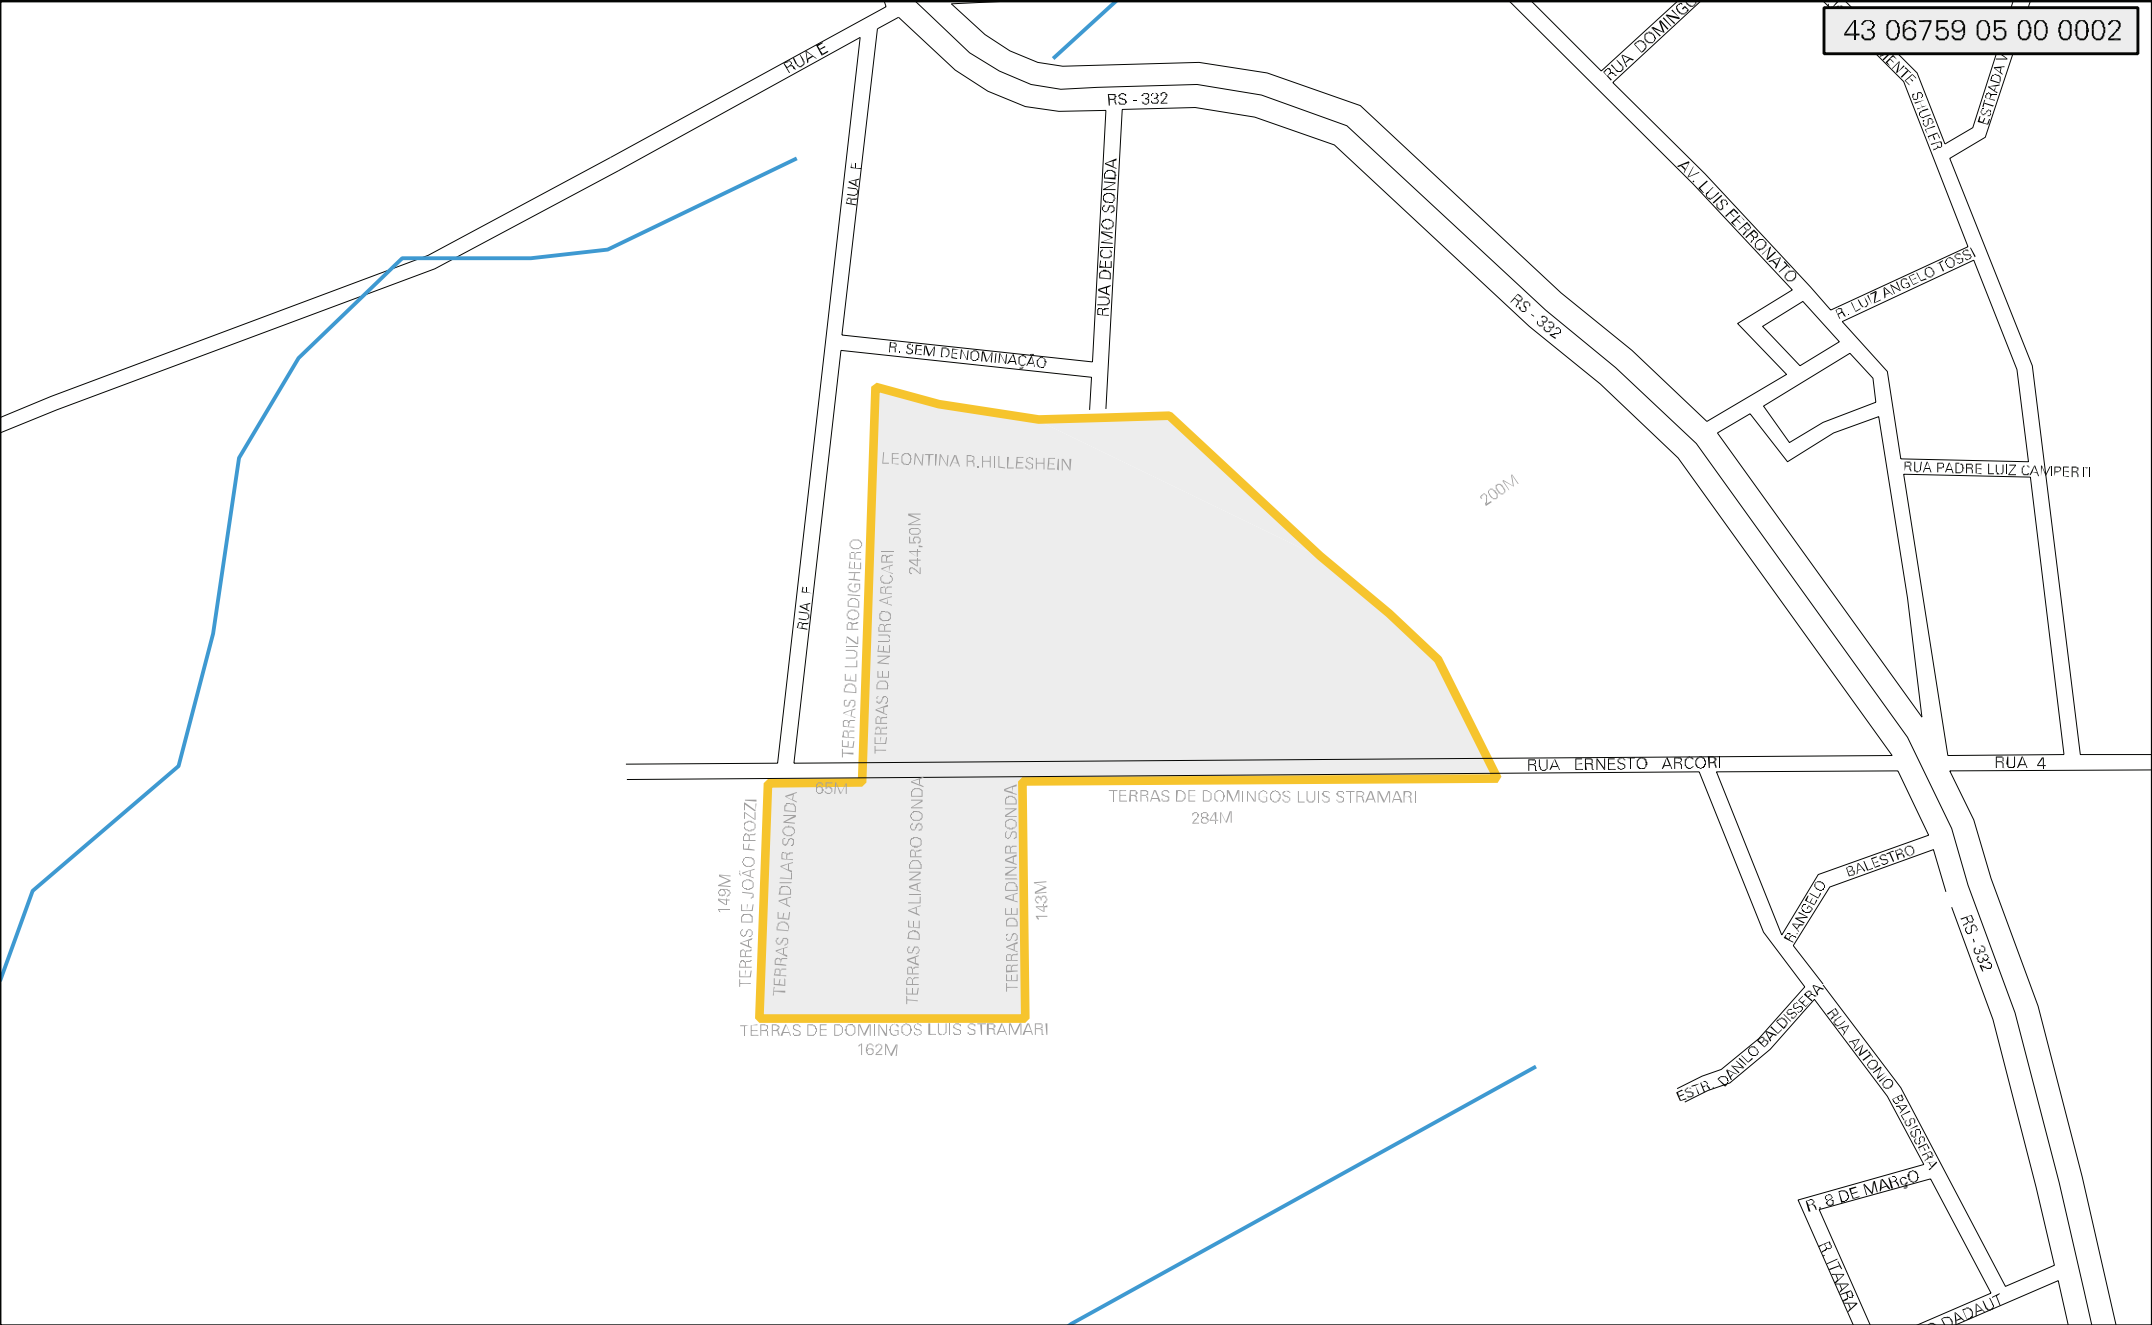 43 06759 05 00 0002
RUA E
RUA DOMINGO
SHUSLER
RS - 332
RUA F
RUA DECIMO SONDA
AV. LUIS FERRONATO
R. LUIZ ANGELO TOSSI
RS - 332
R. SEM DENOMINAÇÃO
LEONTINA R.HILLESHEIN
200M
RUA PADRE LUIZ CAMPERTI
244,50M
TERRAS DE LUIZ RODIGHERO
TERRAS DE NEURO ARCARI
RUA F
RUA ERNESTO ARCORI
RUA 4
65M
TERRAS DE DOMINGOS LUIS STRAMARI
284M
149M
TERRAS DE JOÃO FROZZI
TERRAS DE ADILAR SONDA
TERRAS DE ALIANDRO SONDA
TERRAS DE ADINAR SONDA
143M
R.ANGELO BALESTRO
RS - 332
TERRAS DE DOMINGOS LUIS STRAMARI
162M
ESTR. DANILO BALDISSERA
RUA ANTONIO BALSISSERA
R. 8 DE MARçO
R. ITAARA